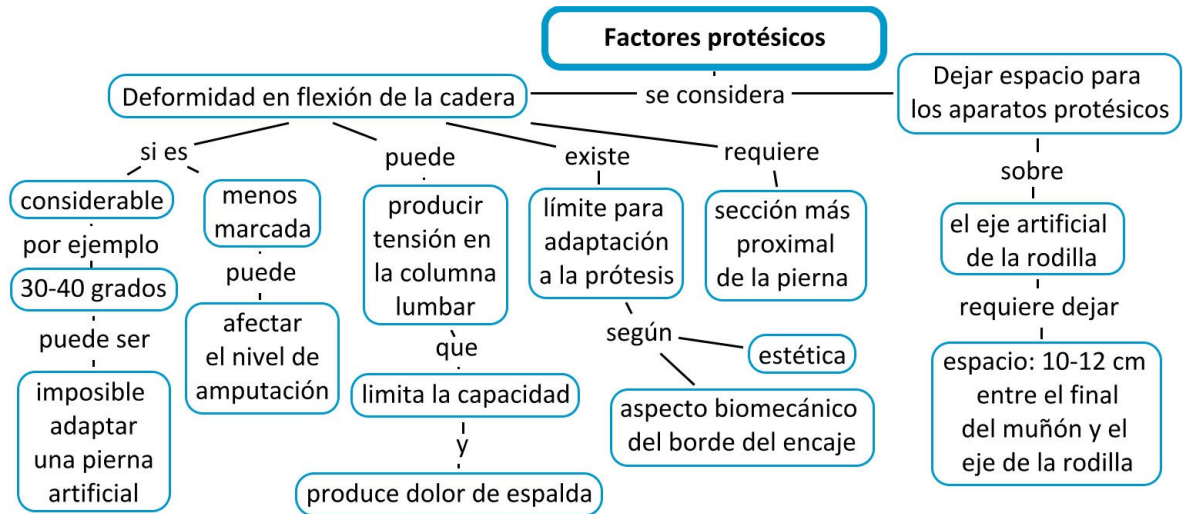 Factores protésicos
se considera
Deformidad en flexión de la cadera
si es
considerable
por ejemplo
30-40 grados
puede ser
imposible
adaptar
una pierna
artificial
menos
marcada
puede
afectar
el nivel de
amputación
puede
producir
tensión en
la columna
lumbar
que
limita la capacidad
y
produce dolor de espalda
existe
límite para
adaptación
a la prótesis
según
estética
aspecto biomecánico
del borde del encaje
requiere
sección más
proximal
de la pierna
Dejar espacio para
los aparatos protésicos
sobre
el eje artificial
de la rodilla
requiere dejar
espacio: 10-12 cm
entre el final
del muñón y el
eje de la rodilla